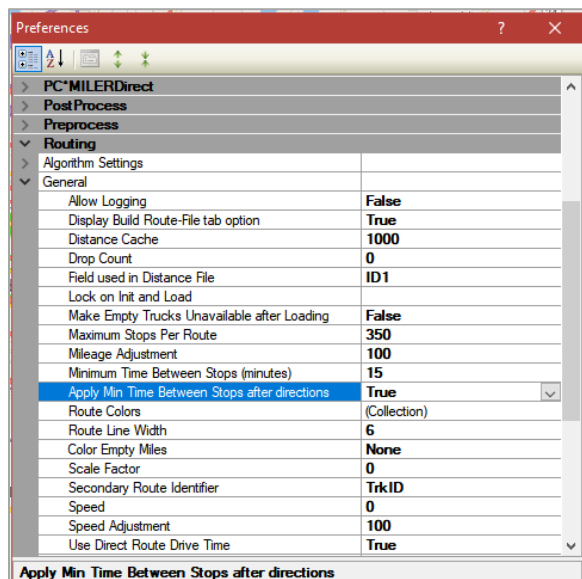 Preferences ? ×
PC*MILERDirect
PostProcess
Preprocess
Routing
Algorithm Settings
General
Allow Logging False
Display Build Route-File tab option True
Distance Cache 1000
Drop Count 0
Field used in Distance File ID1
Lock on Init and Load
Make Empty Trucks Unavailable after Loading False
Maximum Stops Per Route 350
Mileage Adjustment 100
Minimum Time Between Stops (minutes) 15
Apply Min Time Between Stops after directions True
Route Colors (Collection)
Route Line Width 6
Color Empty Miles None
Scale Factor 0
Secondary Route Identifier TrkID
Speed 0
Speed Adjustment 100
Use Direct Route Drive Time True
Apply Min Time Between Stops after directions